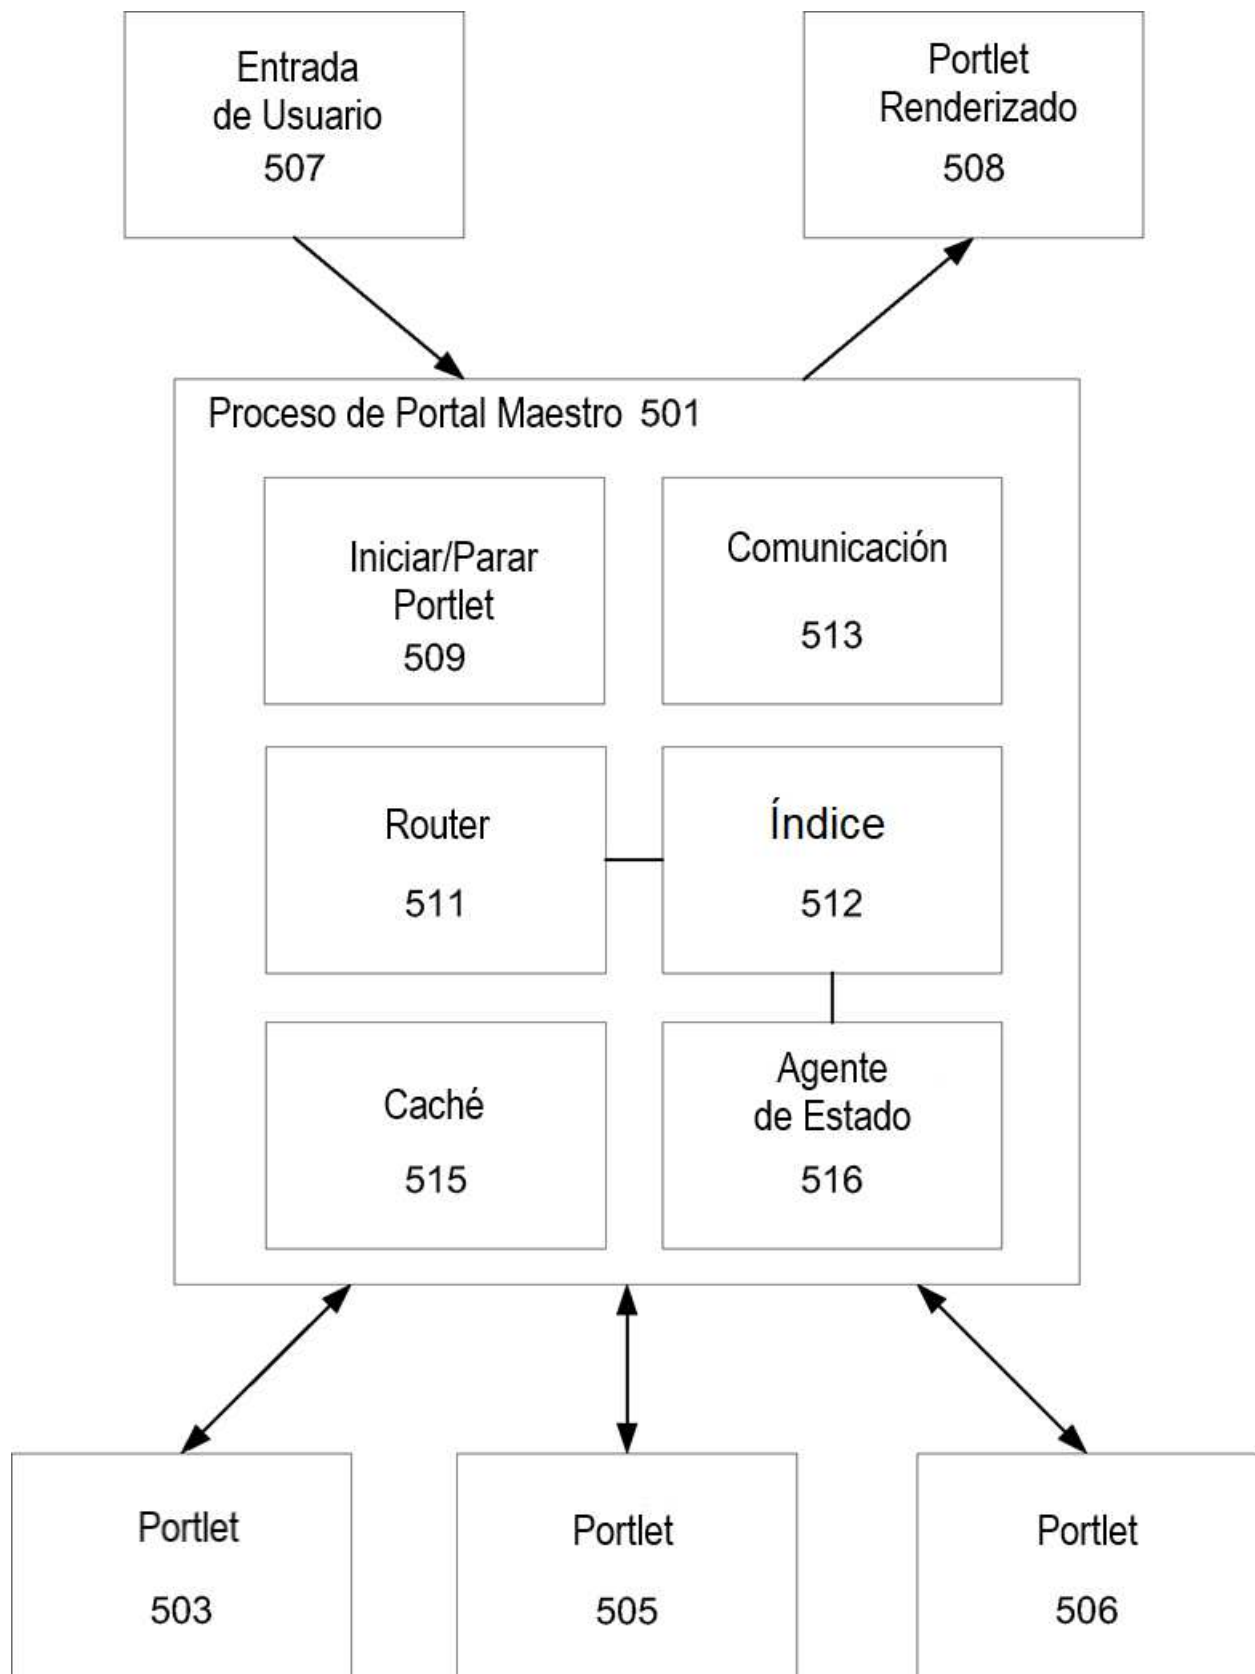 Entrada
de Usuario
507
Portlet
Renderizado
508
Proceso de Portal Maestro 501
Iniciar/Parar
Portlet
509
Comunicación
513
Router
511
Índice
512
Caché
515
Agente
de Estado
516
Portlet
503
Portlet
505
Portlet
506